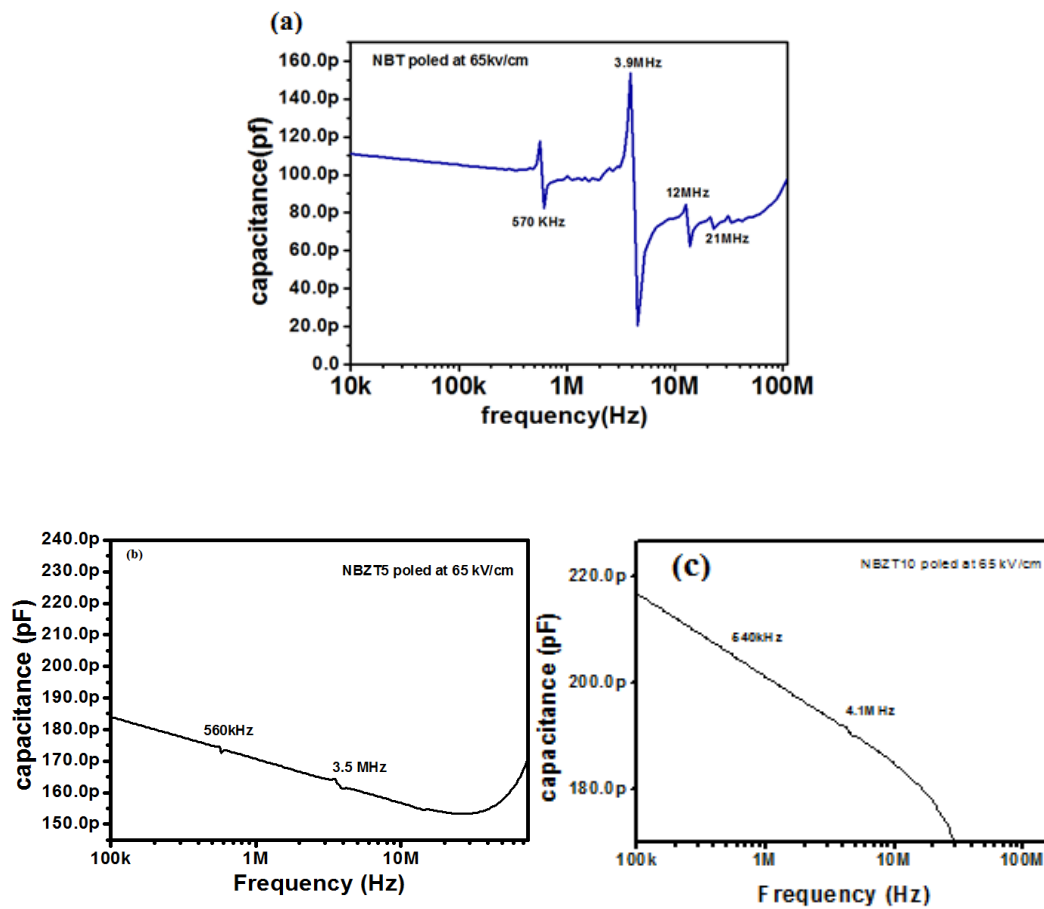 (a)
NBT poled at 65kv/cm
3.9MHz
570 KHz
12MHz
21MHz
160.0p
140.0p
120.0p
100.0p
80.0p
60.0p
40.0p
20.0p
0.0
capacitance(pf)
10k 100k 1M 10M 100M
frequency(Hz)
(b)
NBZT5 poled at 65 kV/cm
560kHz
3.5 MHz
240.0p
230.0p
220.0p
210.0p
200.0p
190.0p
180.0p
170.0p
160.0p
150.0p
capacitance (pF)
100k 1M 10M
Frequency (Hz)
(c)
NBZT10 poled at 65 kV/cm
540kHz
4.1MHz
220.0p
200.0p
180.0p
capacitance (pF)
100k 1M 10M 100M
Frequency (Hz)